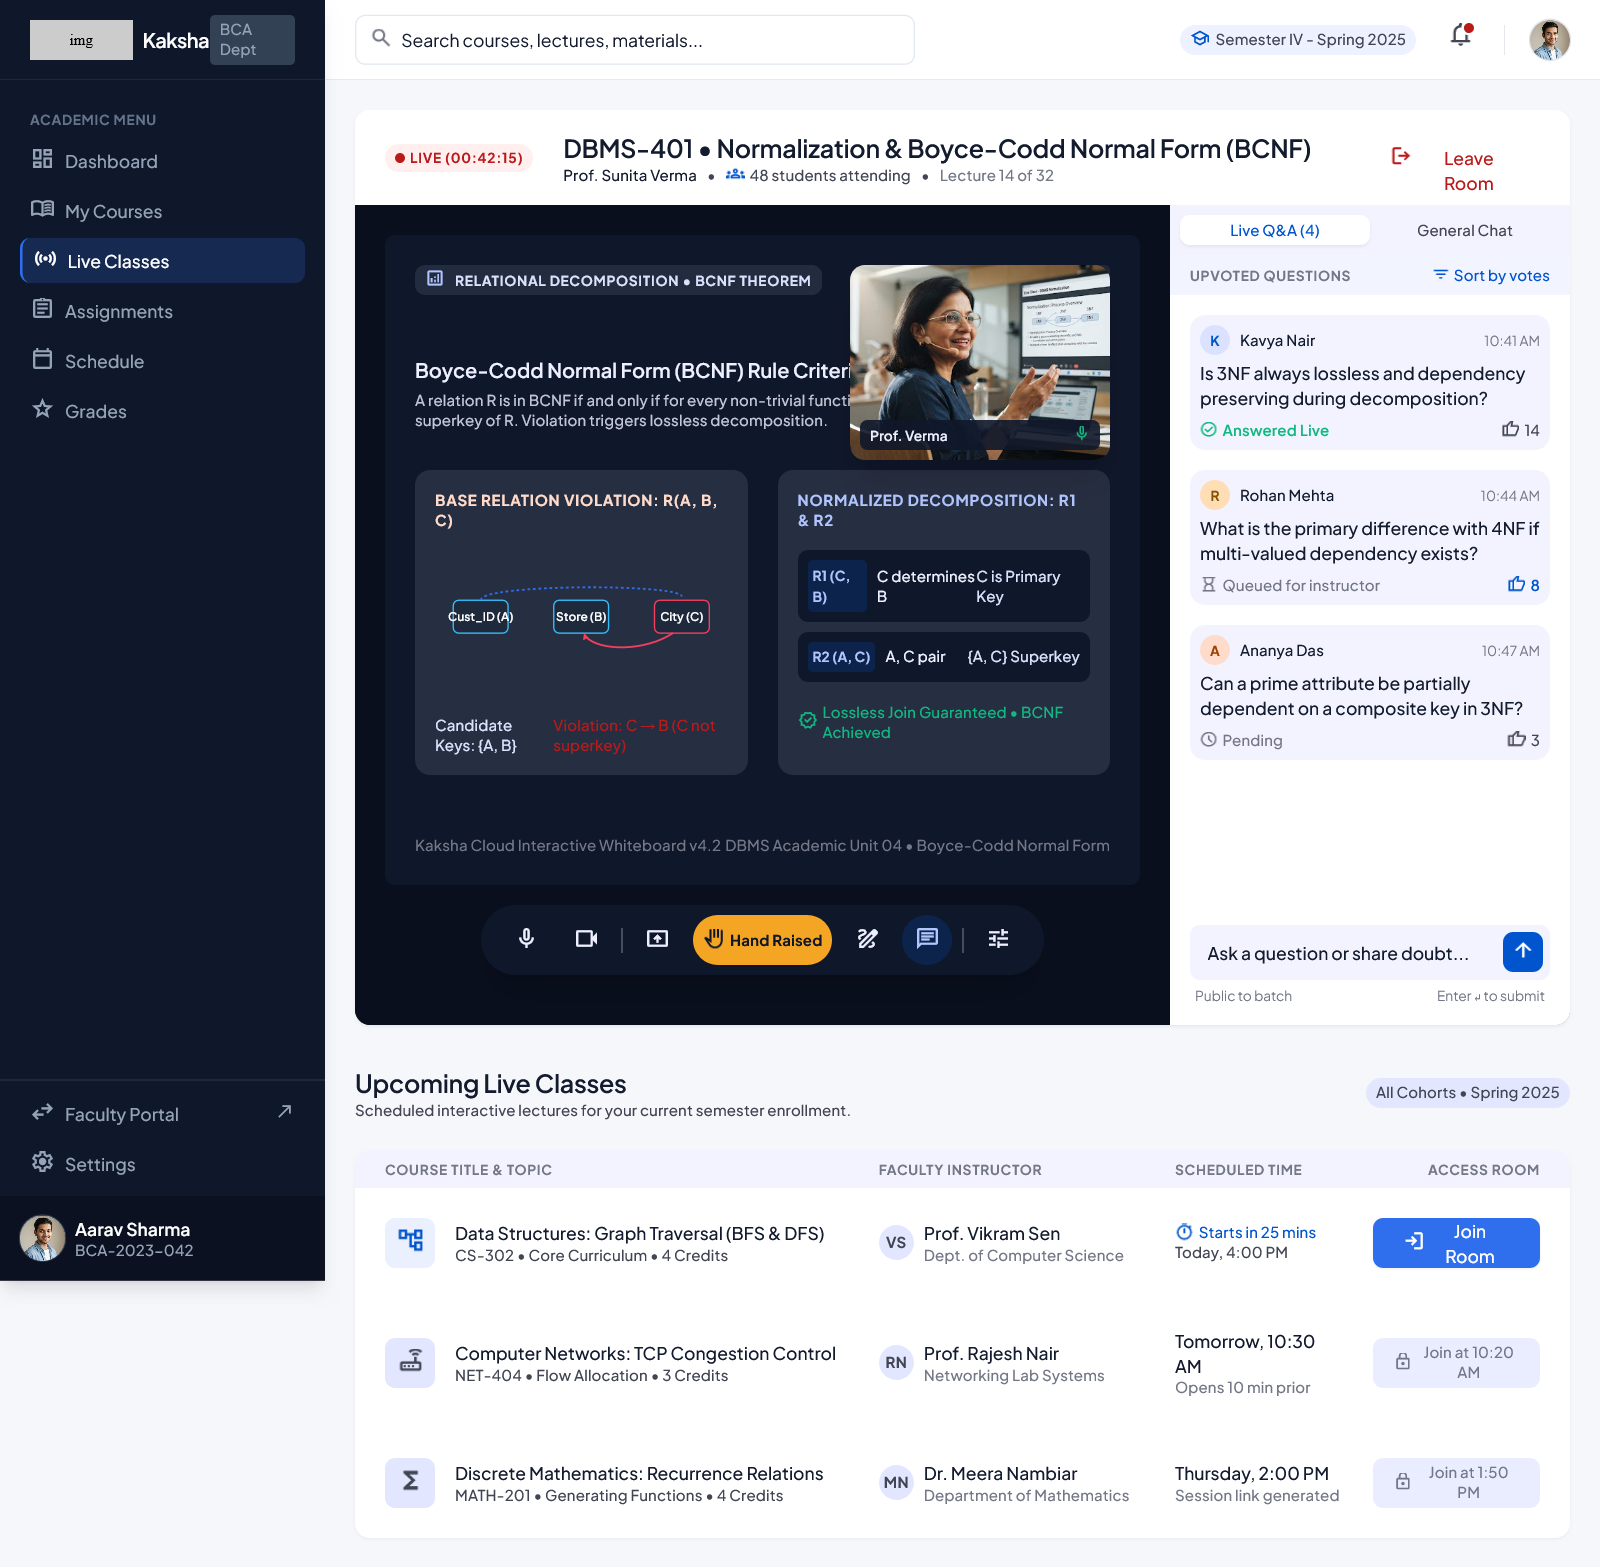 img
Kaksha
BCA
Dept
Search courses, lectures, materials...
Semester IV - Spring 2025
ACADEMIC MENU
Dashboard
My Courses
Live Classes
Assignments
Schedule
Grades
Faculty Portal
Settings
Aarav Sharma
BCA-2023-042
LIVE (00:42:15)
DBMS-401 • Normalization & Boyce-Codd Normal Form (BCNF)
Prof. Sunita Verma • 48 students attending • Lecture 14 of 32
Leave
Room
RELATIONAL DECOMPOSITION • BCNF THEOREM
Boyce-Codd Normal Form (BCNF) Rule Criteri
A relation R is in BCNF if and only if for every non-trivial functi
superkey of R. Violation triggers lossless decomposition.
Prof. Verma
BASE RELATION VIOLATION: R(A, B,
C)
Cust_ID (A)
Store (B)
City (C)
Candidate
Keys: {A, B}
Violation: C → B (C not
superkey)
NORMALIZED DECOMPOSITION: R1
& R2
R1 (C,
B)
C determines
B
C is Primary
Key
R2 (A, C)
A, C pair
{A, C} Superkey
Lossless Join Guaranteed • BCNF
Achieved
Kaksha Cloud Interactive Whiteboard v4.2 DBMS Academic Unit 04 • Boyce-Codd Normal Form
Hand Raised
Live Q&A (4)
General Chat
UPVOTED QUESTIONS
Sort by votes
K
Kavya Nair
10:41 AM
Is 3NF always lossless and dependency
preserving during decomposition?
Answered Live
14
R
Rohan Mehta
10:44 AM
What is the primary difference with 4NF if
multi-valued dependency exists?
Queued for instructor
8
A
Ananya Das
10:47 AM
Can a prime attribute be partially
dependent on a composite key in 3NF?
Pending
3
Ask a question or share doubt...
Public to batch
Enter ↵ to submit
Upcoming Live Classes
Scheduled interactive lectures for your current semester enrollment.
All Cohorts • Spring 2025
COURSE TITLE & TOPIC
FACULTY INSTRUCTOR
SCHEDULED TIME
ACCESS ROOM
Data Structures: Graph Traversal (BFS & DFS)
CS-302 • Core Curriculum • 4 Credits
VS
Prof. Vikram Sen
Dept. of Computer Science
Starts in 25 mins
Today, 4:00 PM
Join
Room
Computer Networks: TCP Congestion Control
NET-404 • Flow Allocation • 3 Credits
RN
Prof. Rajesh Nair
Networking Lab Systems
Tomorrow, 10:30
AM
Opens 10 min prior
Join at 10:20
AM
Discrete Mathematics: Recurrence Relations
MATH-201 • Generating Functions • 4 Credits
MN
Dr. Meera Nambiar
Department of Mathematics
Thursday, 2:00 PM
Session link generated
Join at 1:50
PM